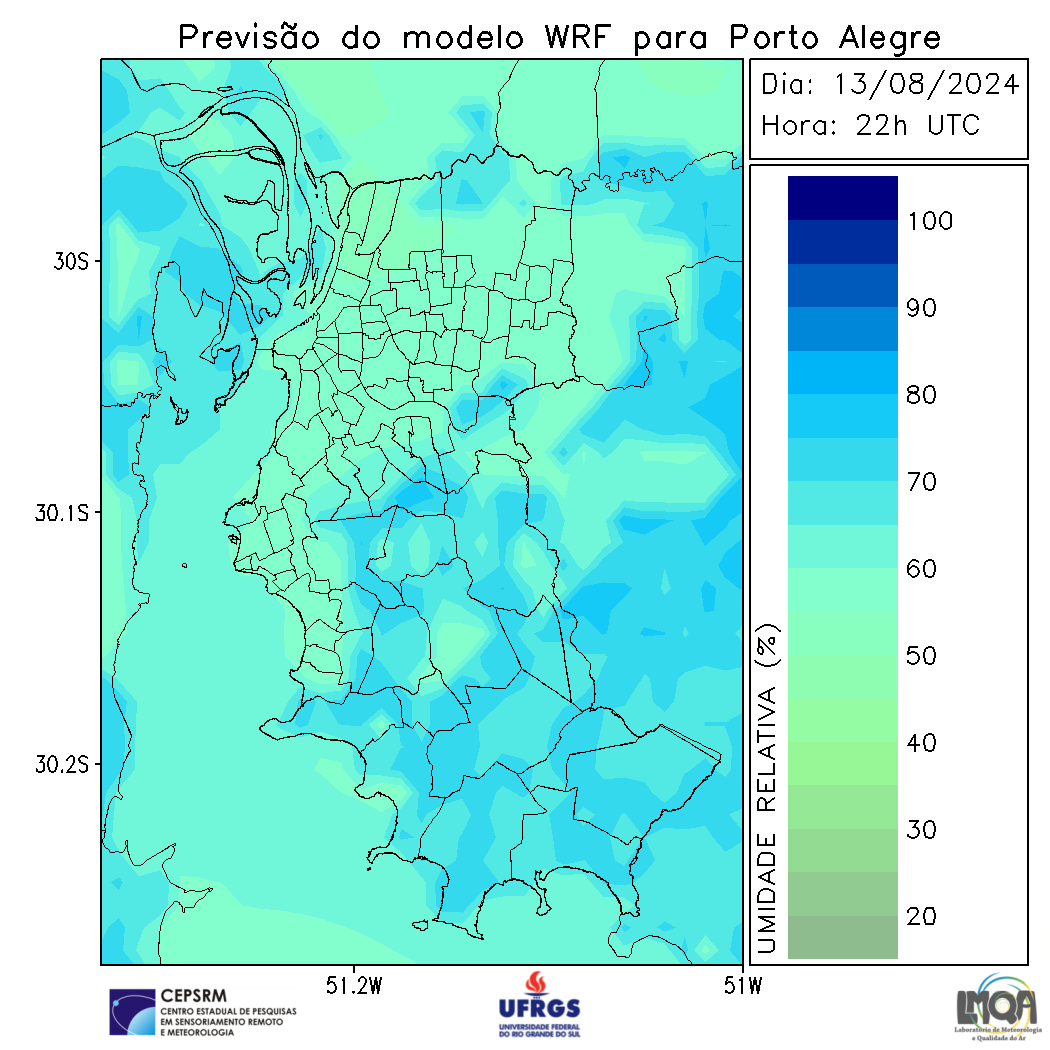 Previsão do modelo WRF para Porto Alegre
Dia: 13/08/2024
Hora: 22h UTC
30S
30.1S
30.2S
51.2W
51W
UMIDADE RELATIVA (%)
100
90
80
70
60
50
40
30
20
CEPSRM
CENTRO ESTADUAL DE PESQUISAS
EM SENSORIAMENTO REMOTO
E METEOROLOGIA
UFRGS
UNIVERSIDADE FEDERAL
DO RIO GRANDE DO SUL
LMQA
Laboratório de Meteorologia
e Qualidade do Ar